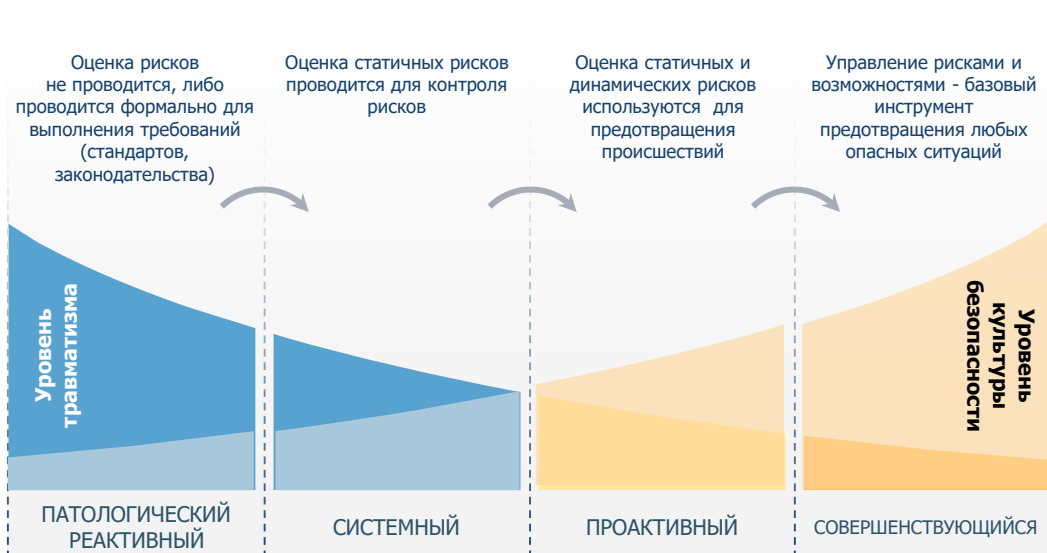 Оценка рисков
не проводится, либо
проводится формально для
выполнения требований
(стандартов,
законодательства)
Оценка статичных рисков
проводится для контроля
рисков
Оценка статичных и
динамических рисков
используются для
предотвращения
происшествий
Управление рисками и
возможностями - базовый
инструмент
предотвращения любых
опасных ситуаций
Уровень
травматизма
Уровень
культуры
безопасности
ПАТОЛОГИЧЕСКИЙ
РЕАКТИВНЫЙ
СИСТЕМНЫЙ
ПРОАКТИВНЫЙ
СОВЕРШЕНСТВУЮЩИЙСЯ